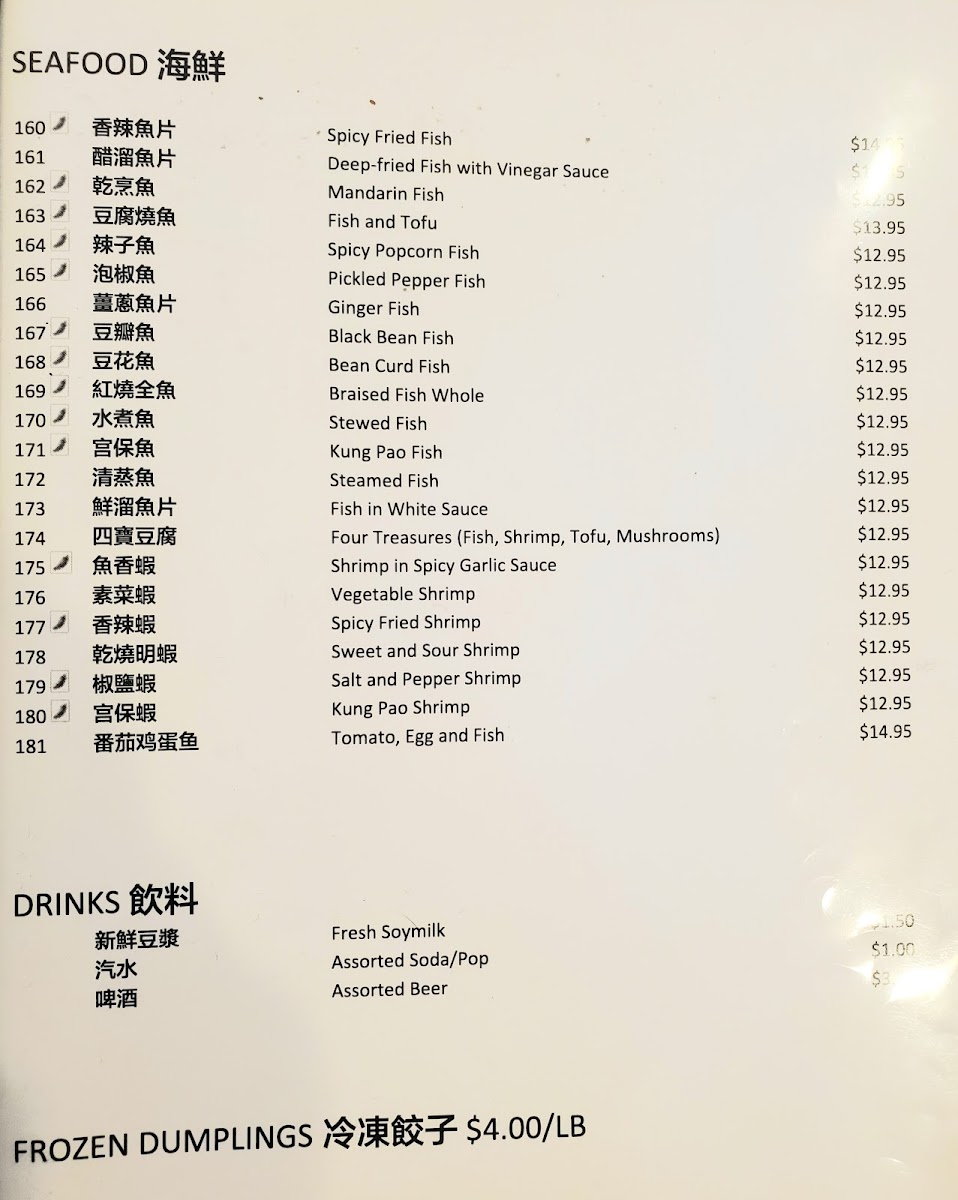 SEAFOOD 海鮮
160 香辣魚片 Spicy Fried Fish
161 醋溜魚片 Deep-fried Fish with Vinegar Sauce
162 乾烹魚 Mandarin Fish
163 豆腐燒魚 Fish and Tofu $13.95
164 辣子魚 Spicy Popcorn Fish $12.95
165 泡椒魚 Pickled Pepper Fish $12.95
166 薑蔥魚片 Ginger Fish $12.95
167 豆瓣魚 Black Bean Fish $12.95
168 豆花魚 Bean Curd Fish $12.95
169 紅燒全魚 Braised Fish Whole $12.95
170 水煮魚 Stewed Fish $12.95
171 宫保魚 Kung Pao Fish $12.95
172 清蒸魚 Steamed Fish $12.95
173 鮮溜魚片 Fish in White Sauce $12.95
174 四寶豆腐 Four Treasures (Fish, Shrimp, Tofu, Mushrooms) $12.95
175 魚香蝦 Shrimp in Spicy Garlic Sauce $12.95
176 素菜蝦 Vegetable Shrimp $12.95
177 香辣蝦 Spicy Fried Shrimp $12.95
178 乾燒明蝦 Sweet and Sour Shrimp $12.95
179 椒鹽蝦 Salt and Pepper Shrimp $12.95
180 宫保蝦 Kung Pao Shrimp $12.95
181 番茄鸡蛋鱼 Tomato, Egg and Fish $14.95
DRINKS 飲料
新鮮豆漿 Fresh Soymilk
汽水 Assorted Soda/Pop $1.00
啤酒 Assorted Beer
FROZEN DUMPLINGS 冷凍餃子 $4.00/LB